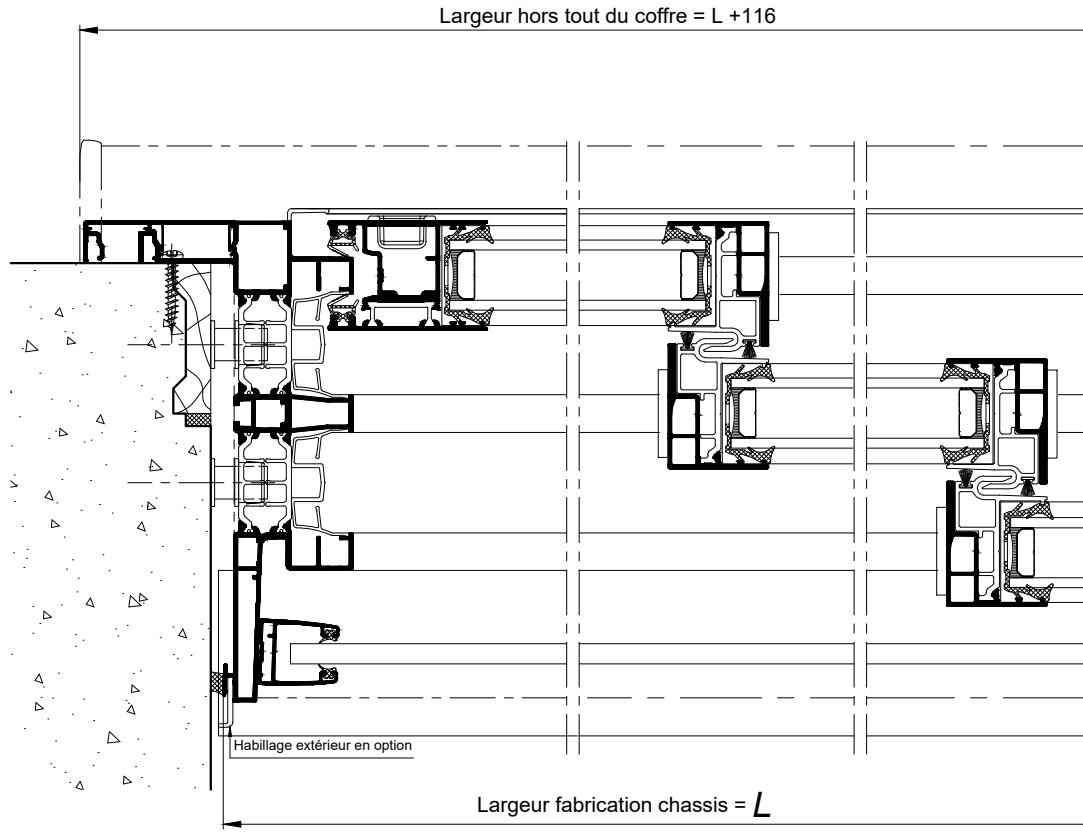 Largeur hors tout du coffre = L +116
Habillage extérieur en option
Largeur fabrication chassis = L